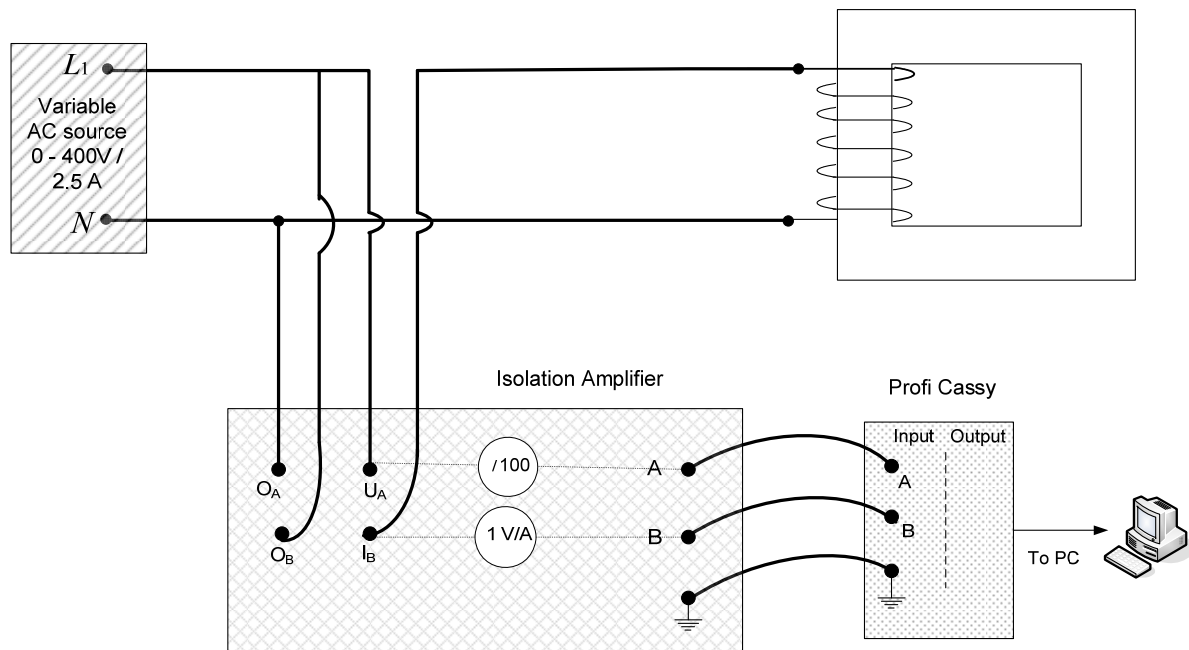 L1
Variable
AC source
0 - 400V /
2.5 A
N
Isolation Amplifier
Profi Cassy
Input
Output
/100
A
A
OA
UA
1 V/A
B
B
OB
IB
To PC